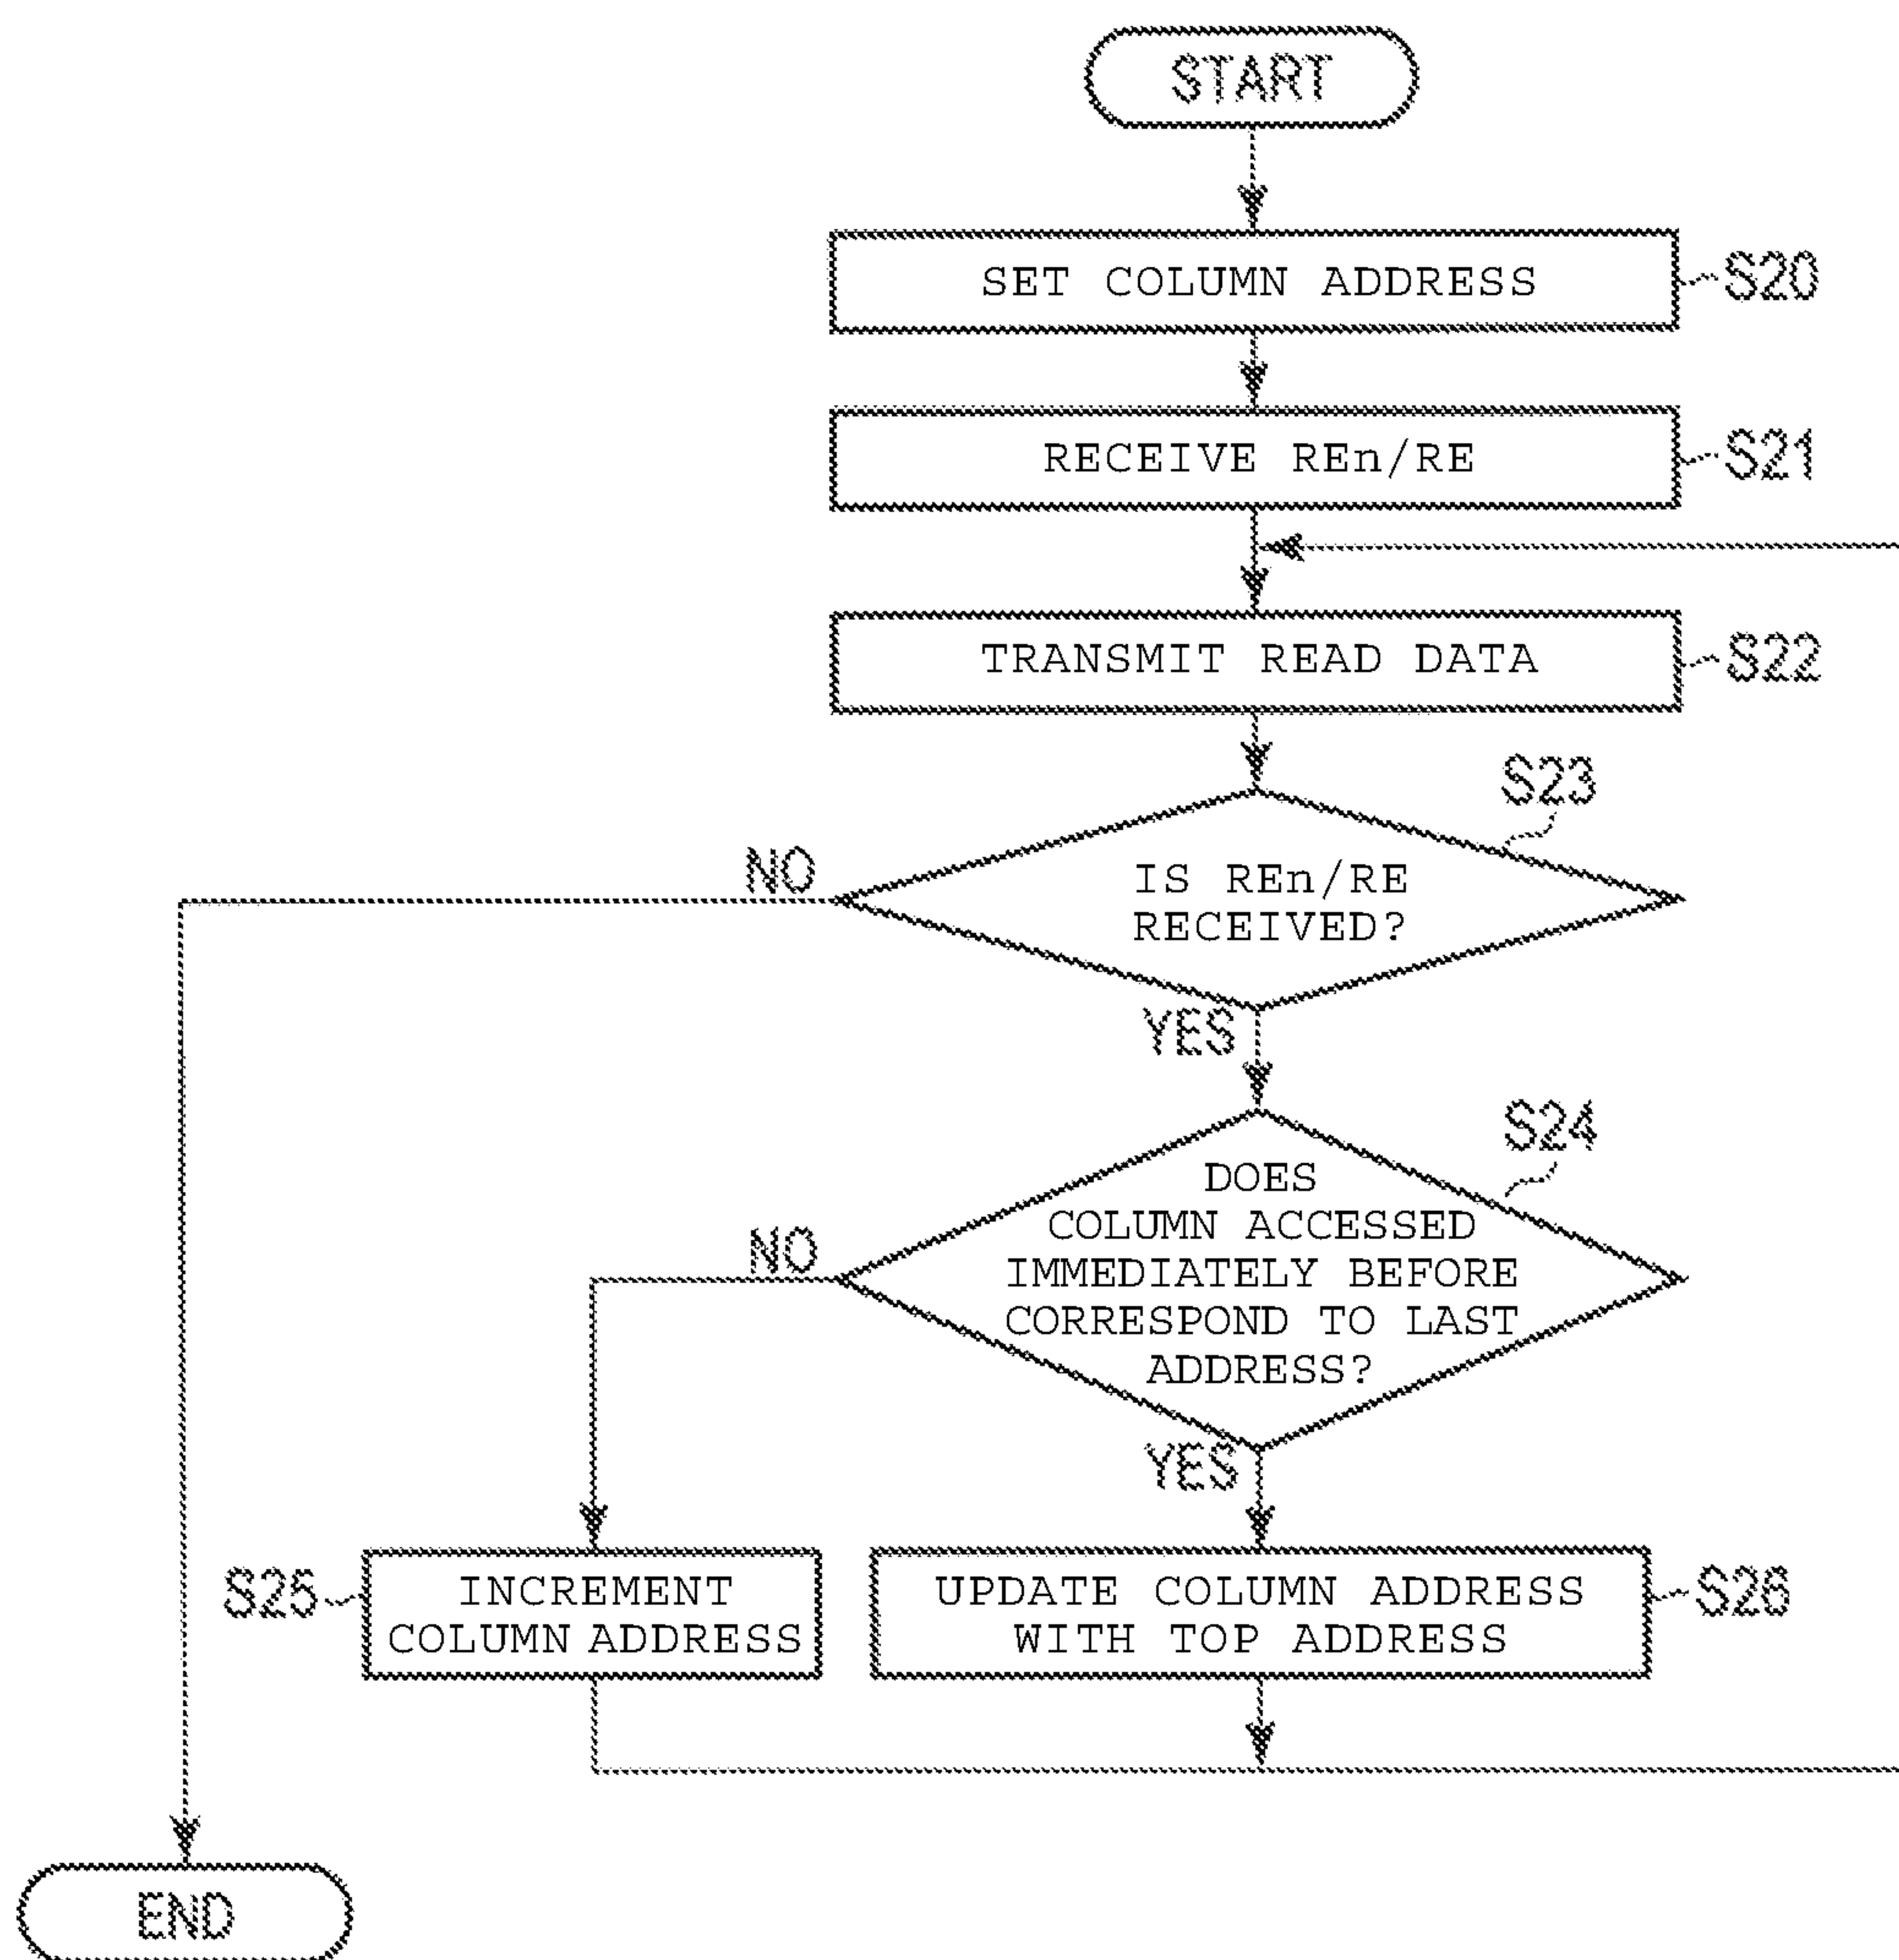 START
SET COLUMN ADDRESS
S20
RECEIVE REn/RE
S21
TRANSMIT READ DATA
S22
S23
NO
IS REn/RE
RECEIVED?
YES
S24
NO
DOES
COLUMN ACCESSED
IMMEDIATELY BEFORE
CORRESPOND TO LAST
ADDRESS?
YES
S25
INCREMENT
COLUMN ADDRESS
UPDATE COLUMN ADDRESS
WITH TOP ADDRESS
S26
END